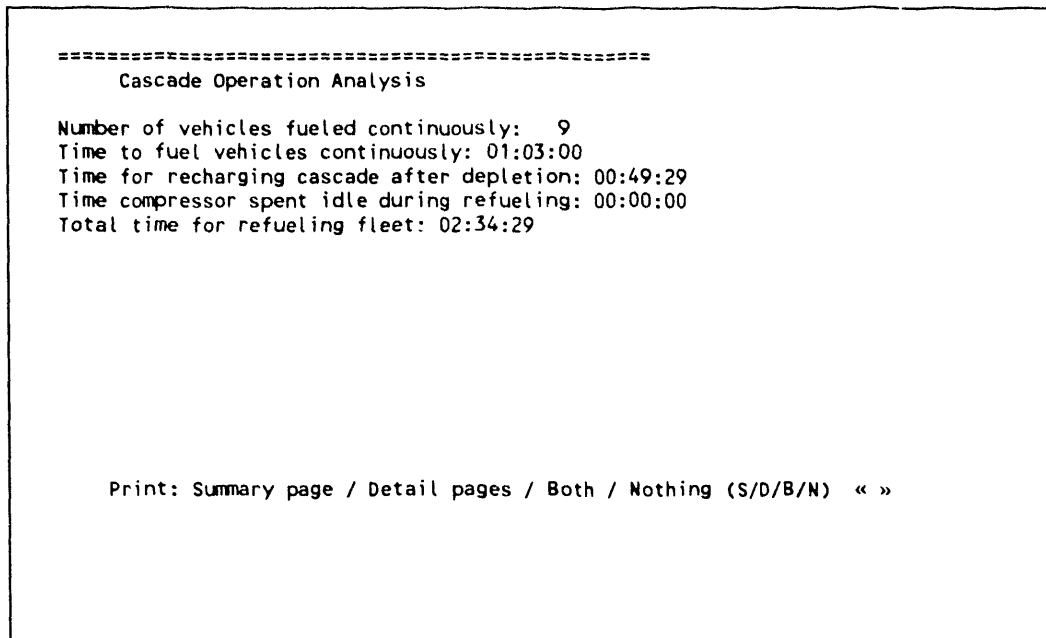 ==================================================
Cascade Operation Analysis
Number of vehicles fueled continuously: 9
Time to fuel vehicles continuously: 01:03:00
Time for recharging cascade after depletion: 00:49:29
Time compressor spent idle during refueling: 00:00:00
Total time for refueling fleet: 02:34:29
Print: Summary page / Detail pages / Both / Nothing (S/D/B/N) « »